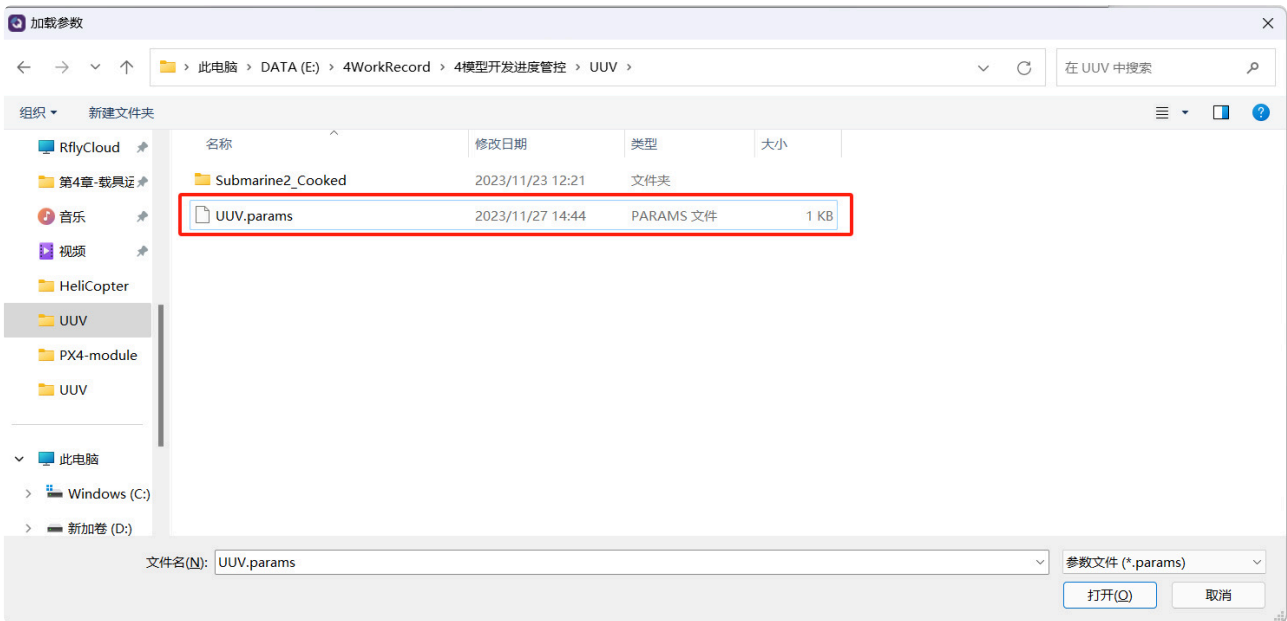 加载参数
此电脑 > DATA (E:) > 4WorkRecord > 4模型开发进度管控 > UUV >
在 UUV 中搜索
组织 新建文件夹
名称 修改日期 类型 大小
RflyCloud
第4章-载具运
音乐
视频
HeliCopter
UUV
PX4-module
UUV
此电脑
Windows (C:)
新加卷 (D:)
Submarine2_Cooked 2023/11/23 12:21 文件夹
UUV.params 2023/11/27 14:44 PARAMS 文件 1 KB
文件名(N): UUV.params 参数文件 (*.params)
打开(O) 取消